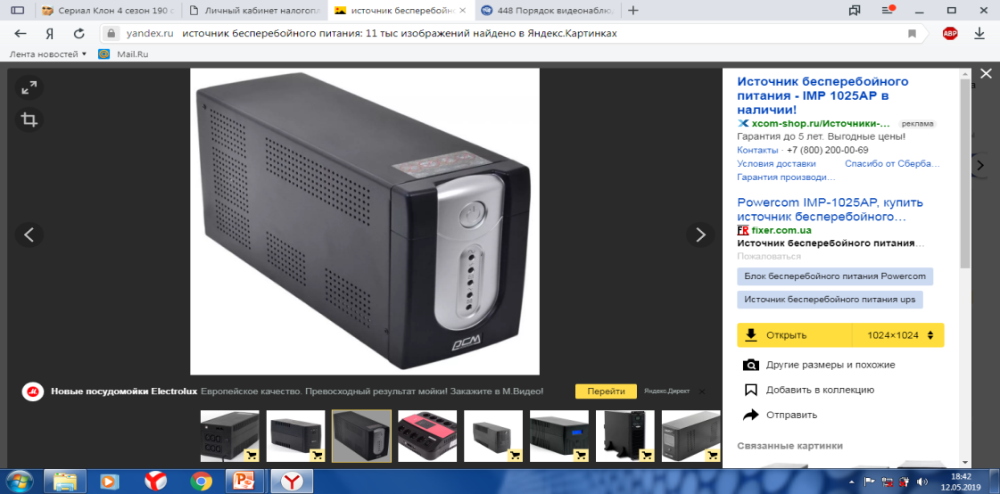 Сериал Клон 4 сезон 190 с
Личный кабинет налогопл
источник бесперебойн
448 Порядок видеонаблю
yandex.ru источник бесперебойного питания: 11 тыс изображений найдено в Яндекс.Картинках
ABP
Лента новостей
Mail.Ru
Источник бесперебойного
питания - IMP 1025AP в
наличии!
xcom-shop.ru/Источники-...
реклама
Гарантия до 5 лет. Выгодные цены!
Контакты · +7 (800) 200-00-69
Условия доставки
Спасибо от Сберба...
Гарантия производи...
Powercom IMP-1025AP, купить
источник бесперебойного...
FR fixer.com.ua
Источник бесперебойного питания...
Пожаловаться
Блок бесперебойного питания Powercom
Источник бесперебойного питания ups
Открыть
1024×1024
Другие размеры и похожие
Добавить в коллекцию
Отправить
Связанные картинки
PCM
Новые посудомойки Electrolux Европейское качество. Превосходный результат мойки! Закажите в М.Видео!
Перейти
Яндекс.Директ
18:42
12.05.2019